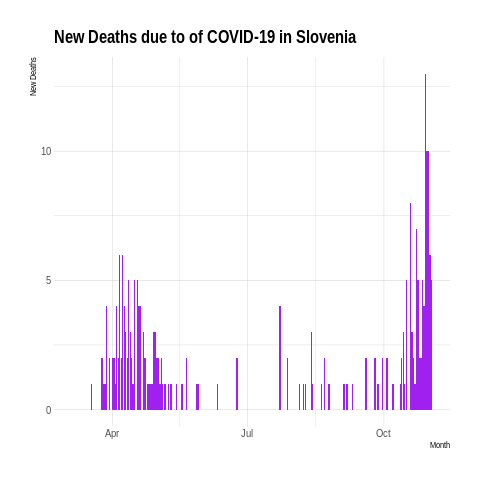 New Deaths due to of COVID-19 in Slovenia
New Deaths
10
5
0
Apr Jul Oct
Month